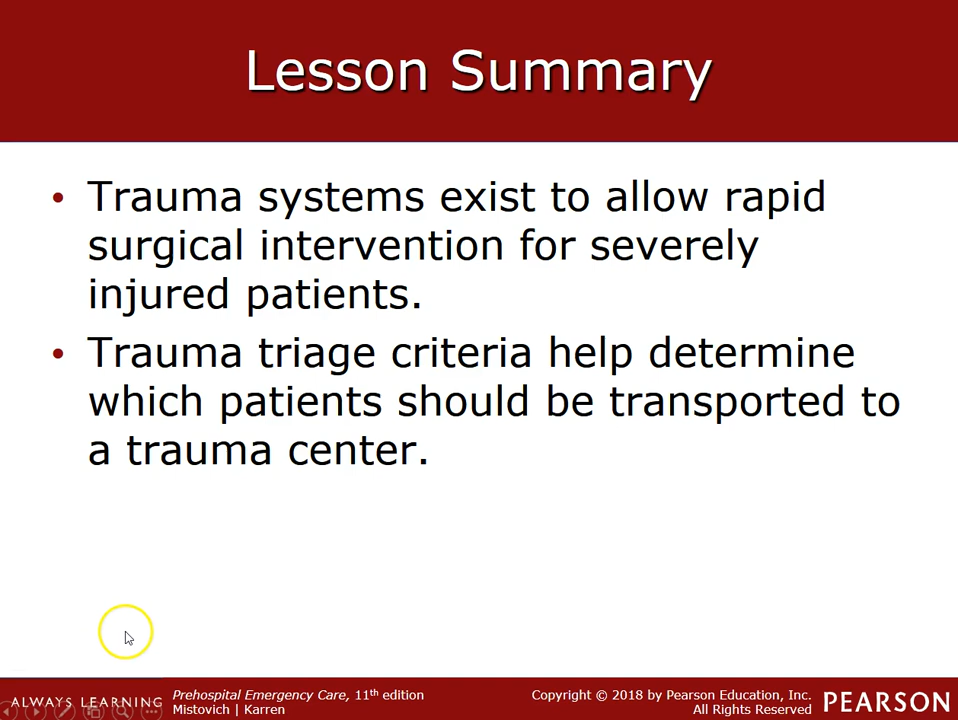 Lesson Summary
• Trauma systems exist to allow rapid
surgical intervention for severely
injured patients.
• Trauma triage criteria help determine
which patients should be transported to
a trauma center.
ALWAYS LEARNING
Prehospital Emergency Care, 11th edition
Mistovich | Karren
Copyright © 2018 by Pearson Education, Inc.
All Rights Reserved
PEARSON